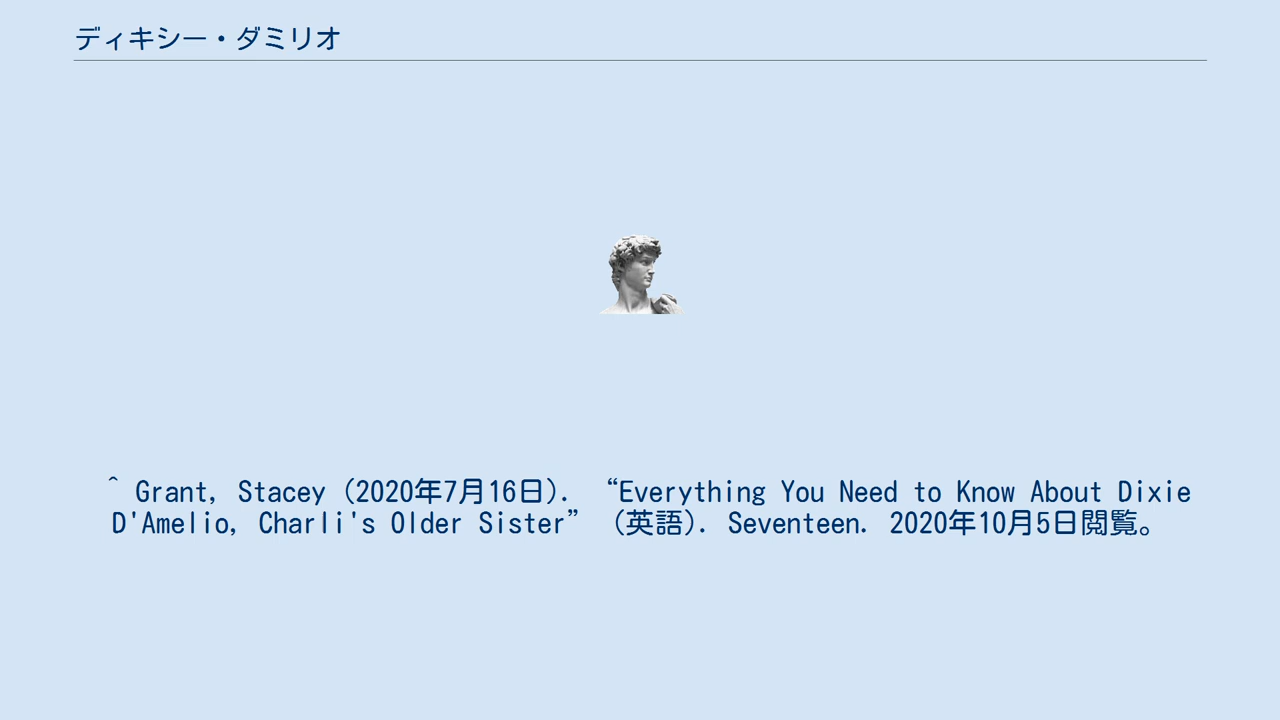 ディキシー・ダミリオ
^ Grant, Stacey (2020年7月16日). “Everything You Need to Know About Dixie
D'Amelio, Charli's Older Sister” （英語）. Seventeen. 2020年10月5日閲覧。